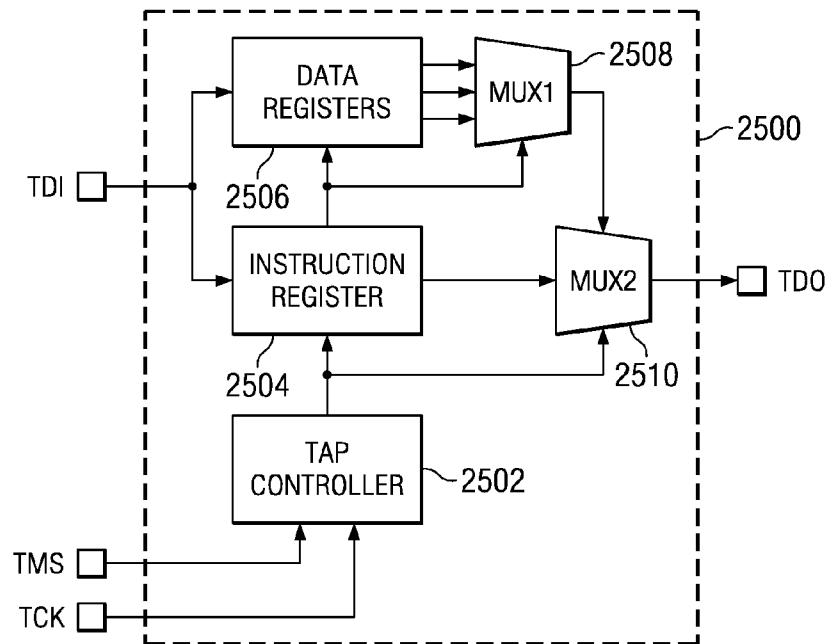 DATA
REGISTERS
MUX1
2508
2500
TDI
2506
INSTRUCTION
REGISTER
MUX2
TDO
2504
2510
TAP
CONTROLLER
2502
TMS
TCK